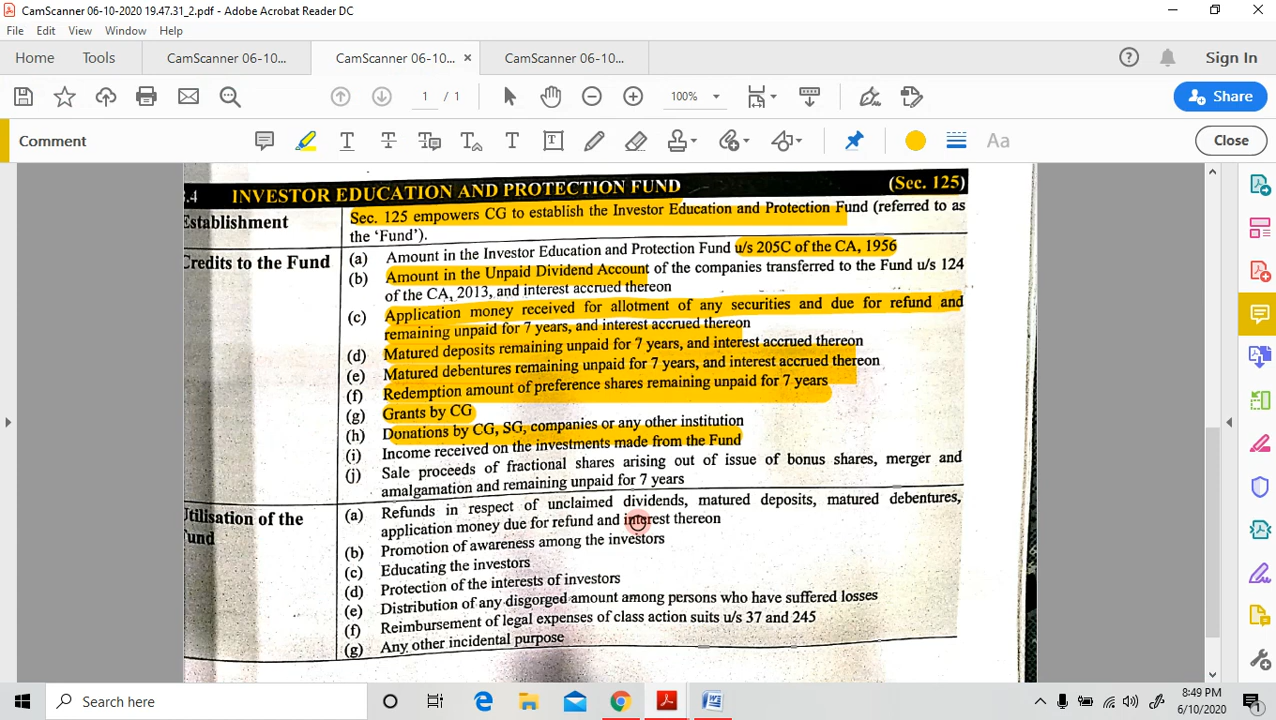 CamScanner 06-10-2020 19.47.31_2.pdf - Adobe Acrobat Reader DC
File Edit View Window Help
Home Tools CamScanner 06-10... CamScanner 06-10... × CamScanner 06-10... ? Sign In
1 / 1 100% Share
Comment T T T T T T Aa Close
2.4 INVESTOR EDUCATION AND PROTECTION FUND (Sec. 125)
Establishment Sec. 125 empowers CG to establish the Investor Education and Protection Fund (referred to as
the 'Fund').
Credits to the Fund (a) Amount in the Investor Education and Protection Fund u/s 205C of the CA, 1956
(b) Amount in the Unpaid Dividend Account of the companies transferred to the Fund u/s 124
of the CA, 2013, and interest accrued thereon
(c) Application money received for allotment of any securities and due for refund and
remaining unpaid for 7 years, and interest accrued thereon
(d) Matured deposits remaining unpaid for 7 years, and interest accrued thereon
(e) Matured debentures remaining unpaid for 7 years, and interest accrued thereon
(f) Redemption amount of preference shares remaining unpaid for 7 years
(g) Grants by CG
(h) Donations by CG, SG, companies or any other institution
(i) Income received on the investments made from the Fund
(j) Sale proceeds of fractional shares arising out of issue of bonus shares, merger and
amalgamation and remaining unpaid for 7 years
Utilisation of the (a) Refunds in respect of unclaimed dividends, matured deposits, matured debentures,
Fund application money due for refund and interest thereon
(b) Promotion of awareness among the investors
(c) Educating the investors
(d) Protection of the interests of investors
(e) Distribution of any disgorged amount among persons who have suffered losses
(f) Reimbursement of legal expenses of class action suits u/s 37 and 245
(g) Any other incidental purpose
Search here
8:49 PM
6/10/2020
1